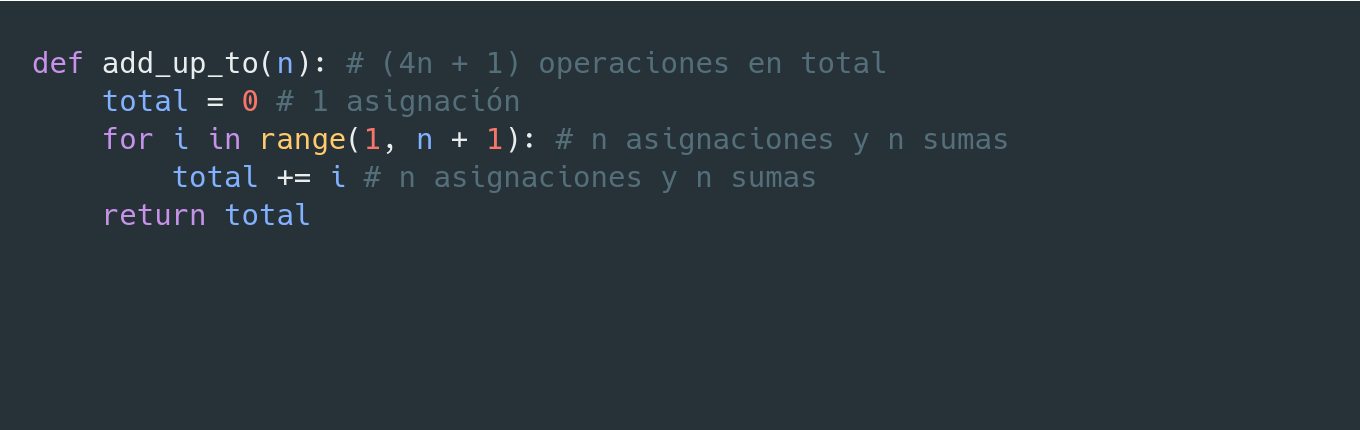 def add_up_to(n): # (4n + 1) operaciones en total
    total = 0 # 1 asignación
    for i in range(1, n + 1): # n asignaciones y n sumas
        total += i # n asignaciones y n sumas
    return total